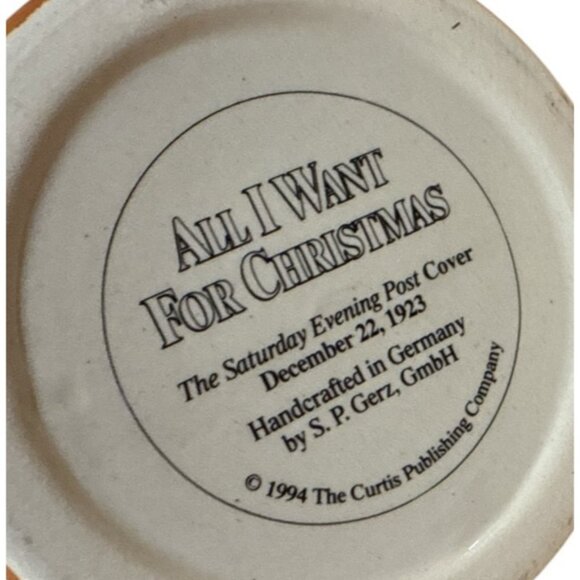 ALL I WANT
FOR CHRISTMAS
The Saturday Evening Post Cover
December 22, 1923
Handcrafted in Germany
by S. P. Gerz, GmbH
© 1994 The Curtis Publishing Company